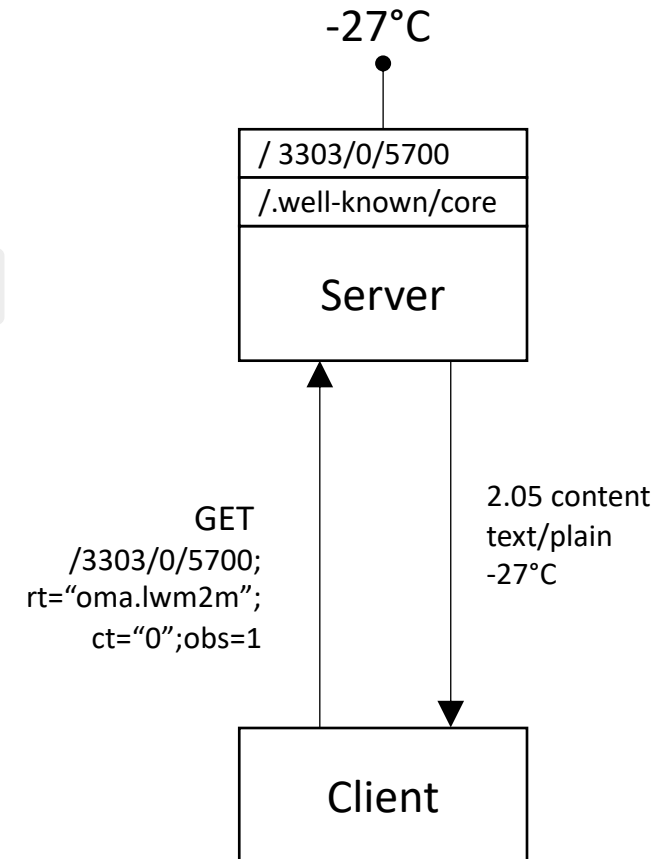 -27°C
/ 3303/0/5700
/.well-known/core
Server
GET
/3303/0/5700;
rt=“oma.lwm2m”;
ct=“0”;obs=1
2.05 content
text/plain
-27°C
Client